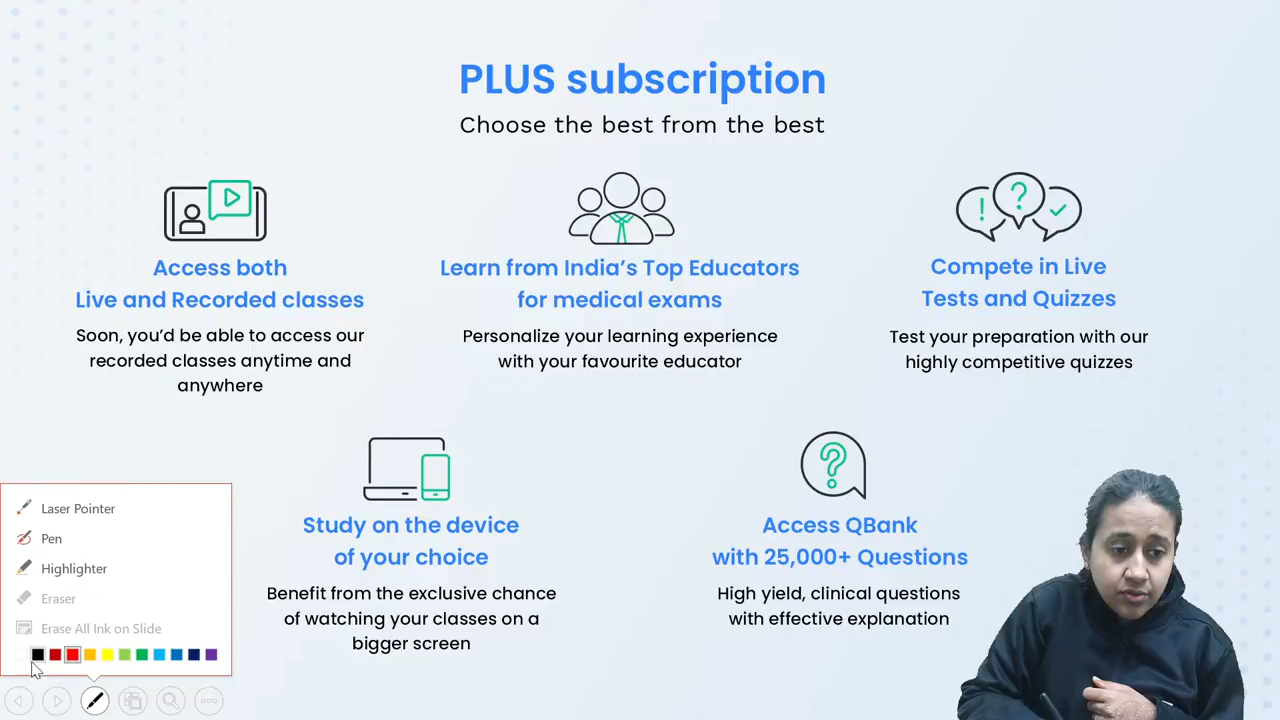 PLUS subscription
Choose the best from the best
Access both
Live and Recorded classes
Soon, you'd be able to access our
recorded classes anytime and
anywhere
Learn from India's Top Educators
for medical exams
Personalize your learning experience
with your favourite educator
Compete in Live
Tests and Quizzes
Test your preparation with our
highly competitive quizzes
Study on the device
of your choice
Benefit from the exclusive chance
of watching your classes on a
bigger screen
Access QBank
with 25,000+ Questions
High yield, clinical questions
with effective explanation
Laser Pointer
Pen
Highlighter
Eraser
Erase All Ink on Slide